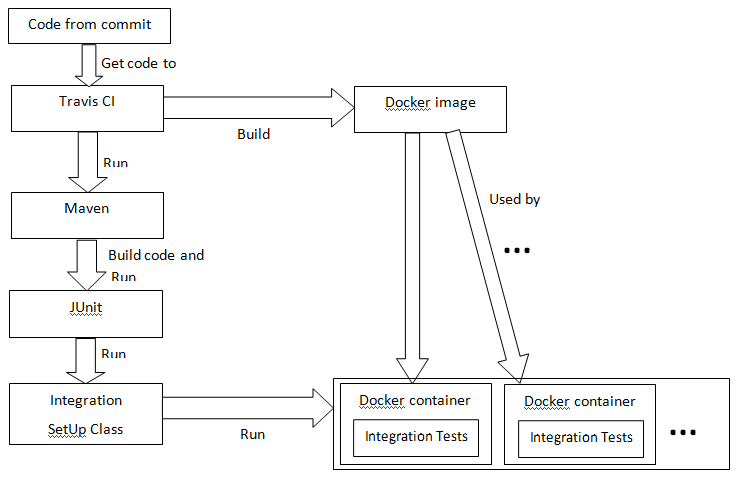 Code from commit
Get code to
Travis CI
Docker image
Build
Run
Maven
Used by
Build code and
Run
...
JUnit
Run
Integration
SetUp Class
Run
Docker container
Integration Tests
Docker container
Integration Tests
...